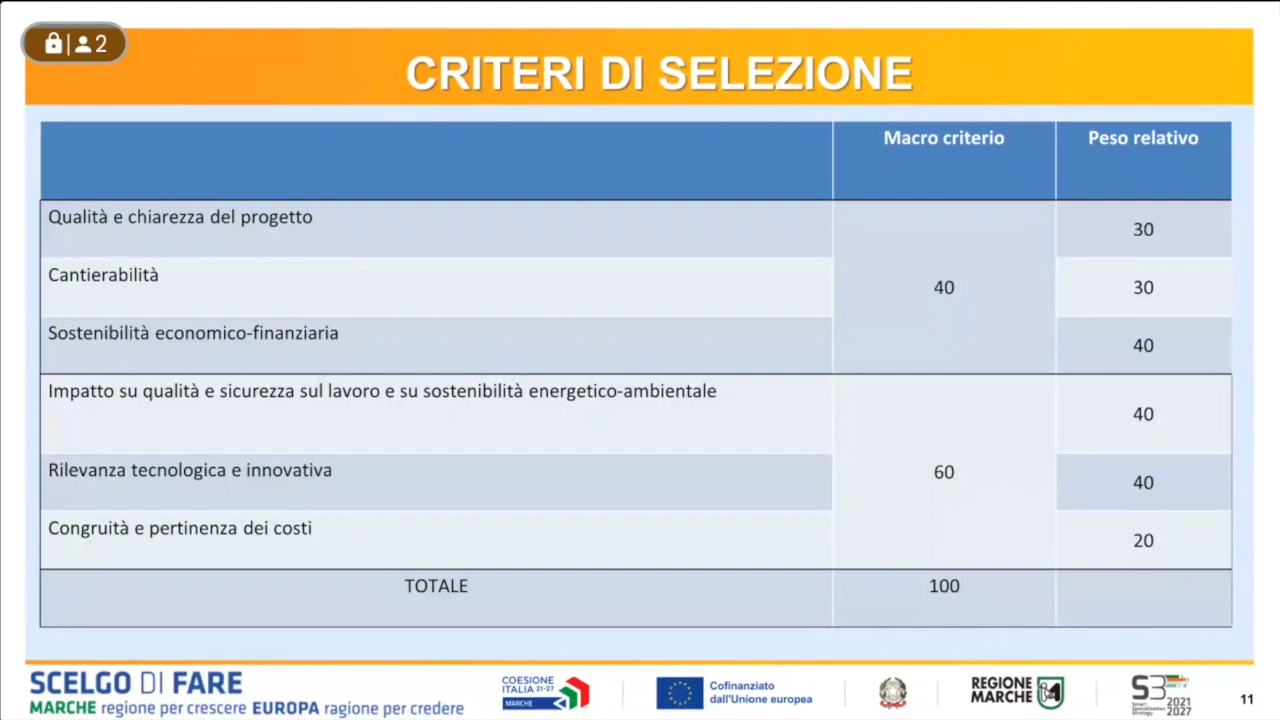 2
CRITERI DI SELEZIONE
Macro criterio
Peso relativo
Qualità e chiarezza del progetto
30
Cantierabilità
40
30
Sostenibilità economico-finanziaria
40
Impatto su qualità e sicurezza sul lavoro e su sostenibilità energetico-ambientale
40
Rilevanza tecnologica e innovativa
60
40
Congruità e pertinenza dei costi
20
TOTALE
100
SCELGO DI FARE
MARCHE regione per crescere EUROPA ragione per credere
COESIONE
ITALIA 21-27
MARCHE
Cofinanziato
dall'Unione europea
REGIONE
MARCHE
S3
Smart
Specialisation
Strategy
2021
2027
11